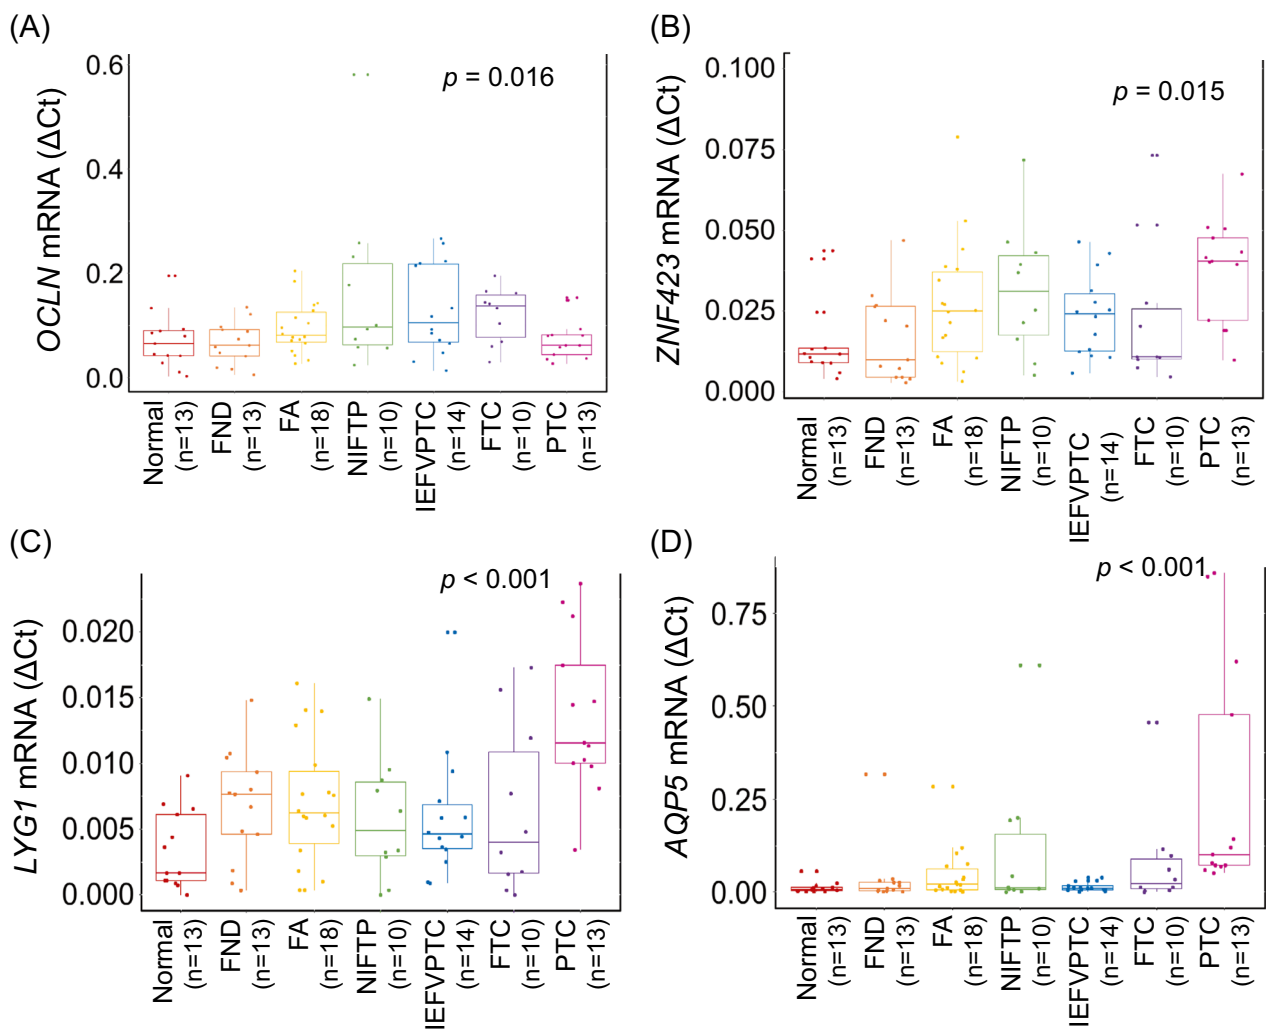 (A)
OCLN mRNA (ΔCt)
p = 0.016
0.6
0.4
0.2
0.0
Normal
(n=13)
FND
(n=13)
FA
(n=18)
NIFTP
(n=10)
IEFVPTC
(n=14)
FTC
(n=10)
PTC
(n=13)
(B)
ZNF423 mRNA (ΔCt)
p = 0.015
0.100
0.075
0.050
0.025
0.000
Normal
(n=13)
FND
(n=13)
FA
(n=18)
NIFTP
(n=10)
IEFVPTC
(n=14)
FTC
(n=10)
PTC
(n=13)
(C)
LYG1 mRNA (ΔCt)
p < 0.001
0.020
0.015
0.010
0.005
0.000
Normal
(n=13)
FND
(n=13)
FA
(n=18)
NIFTP
(n=10)
IEFVPTC
(n=14)
FTC
(n=10)
PTC
(n=13)
(D)
AQP5 mRNA (ΔCt)
p < 0.001
0.75
0.50
0.25
0.00
Normal
(n=13)
FND
(n=13)
FA
(n=18)
NIFTP
(n=10)
IEFVPTC
(n=14)
FTC
(n=10)
PTC
(n=13)